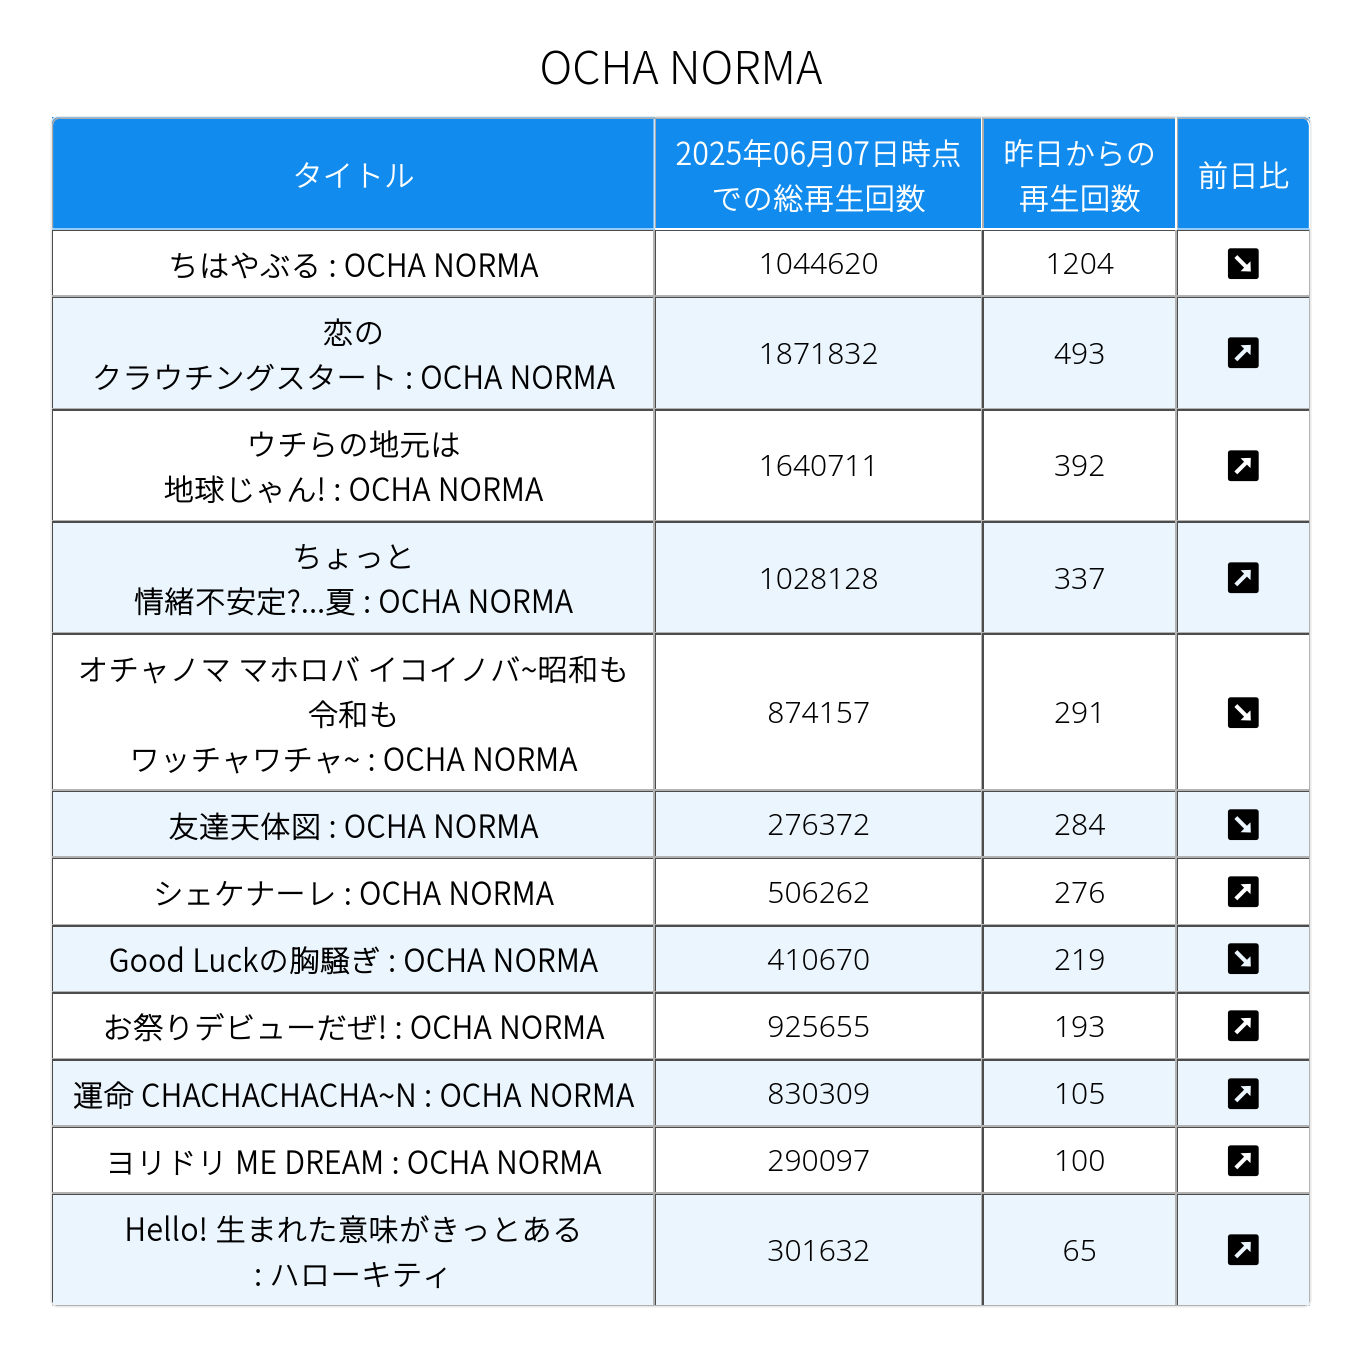 OCHA NORMA
タイトル
2025年06月07日時点
での総再生回数
昨日からの
再生回数
前日比
ちはやぶる : OCHA NORMA
1044620
1204
恋の
クラウチングスタート : OCHA NORMA
1871832
493
ウチらの地元は
地球じゃん! : OCHA NORMA
1640711
392
ちょっと
情緒不安定?...夏 : OCHA NORMA
1028128
337
オチャノマ マホロバ イコイノバ~昭和も
令和も
ワッチャワチャ~ : OCHA NORMA
874157
291
友達天体図 : OCHA NORMA
276372
284
シェケナーレ : OCHA NORMA
506262
276
Good Luckの胸騒ぎ : OCHA NORMA
410670
219
お祭りデビューだぜ! : OCHA NORMA
925655
193
運命 CHACHACHACHA~N : OCHA NORMA
830309
105
ヨリドリ ME DREAM : OCHA NORMA
290097
100
Hello! 生まれた意味がきっとある
: ハローキティ
301632
65